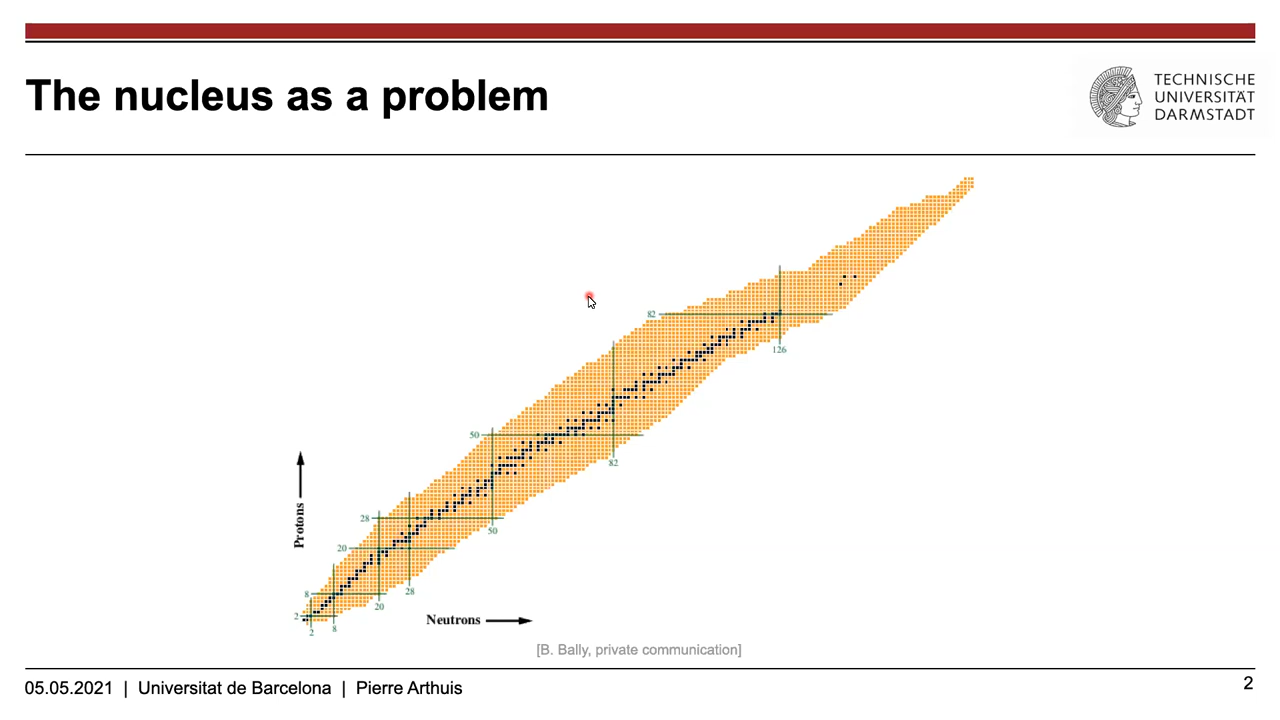 The nucleus as a problem
TECHNISCHE
UNIVERSITÄT
DARMSTADT
82
126
50
82
Protons
28
50
20
28
8
20
Neutrons
2
2
8
[B. Bally, private communication]
05.05.2021 | Universitat de Barcelona | Pierre Arthuis
2